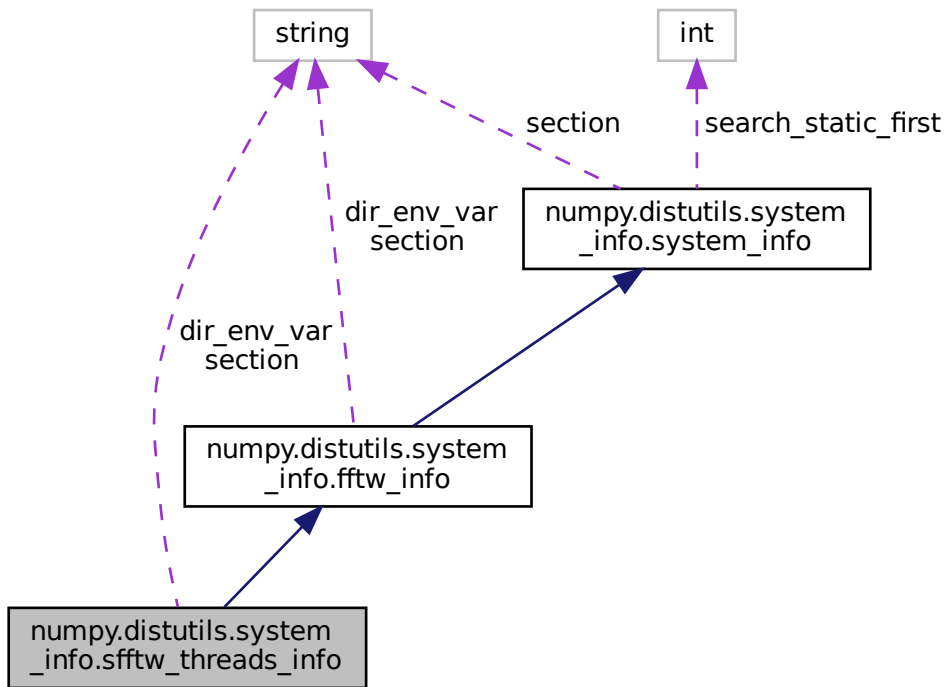 string
int
section
search_static_first
numpy.distutils.system
_info.system_info
dir_env_var
section
dir_env_var
section
numpy.distutils.system
_info.fftw_info
numpy.distutils.system
_info.sfftw_threads_info